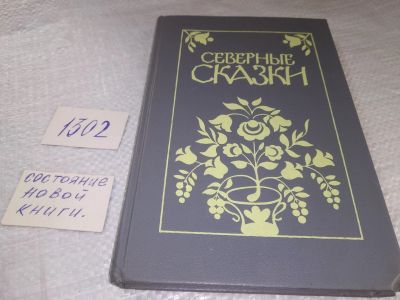 СЕВЕРНЫЕ
СКАЗКИ
1302
состояние
новой
книги.